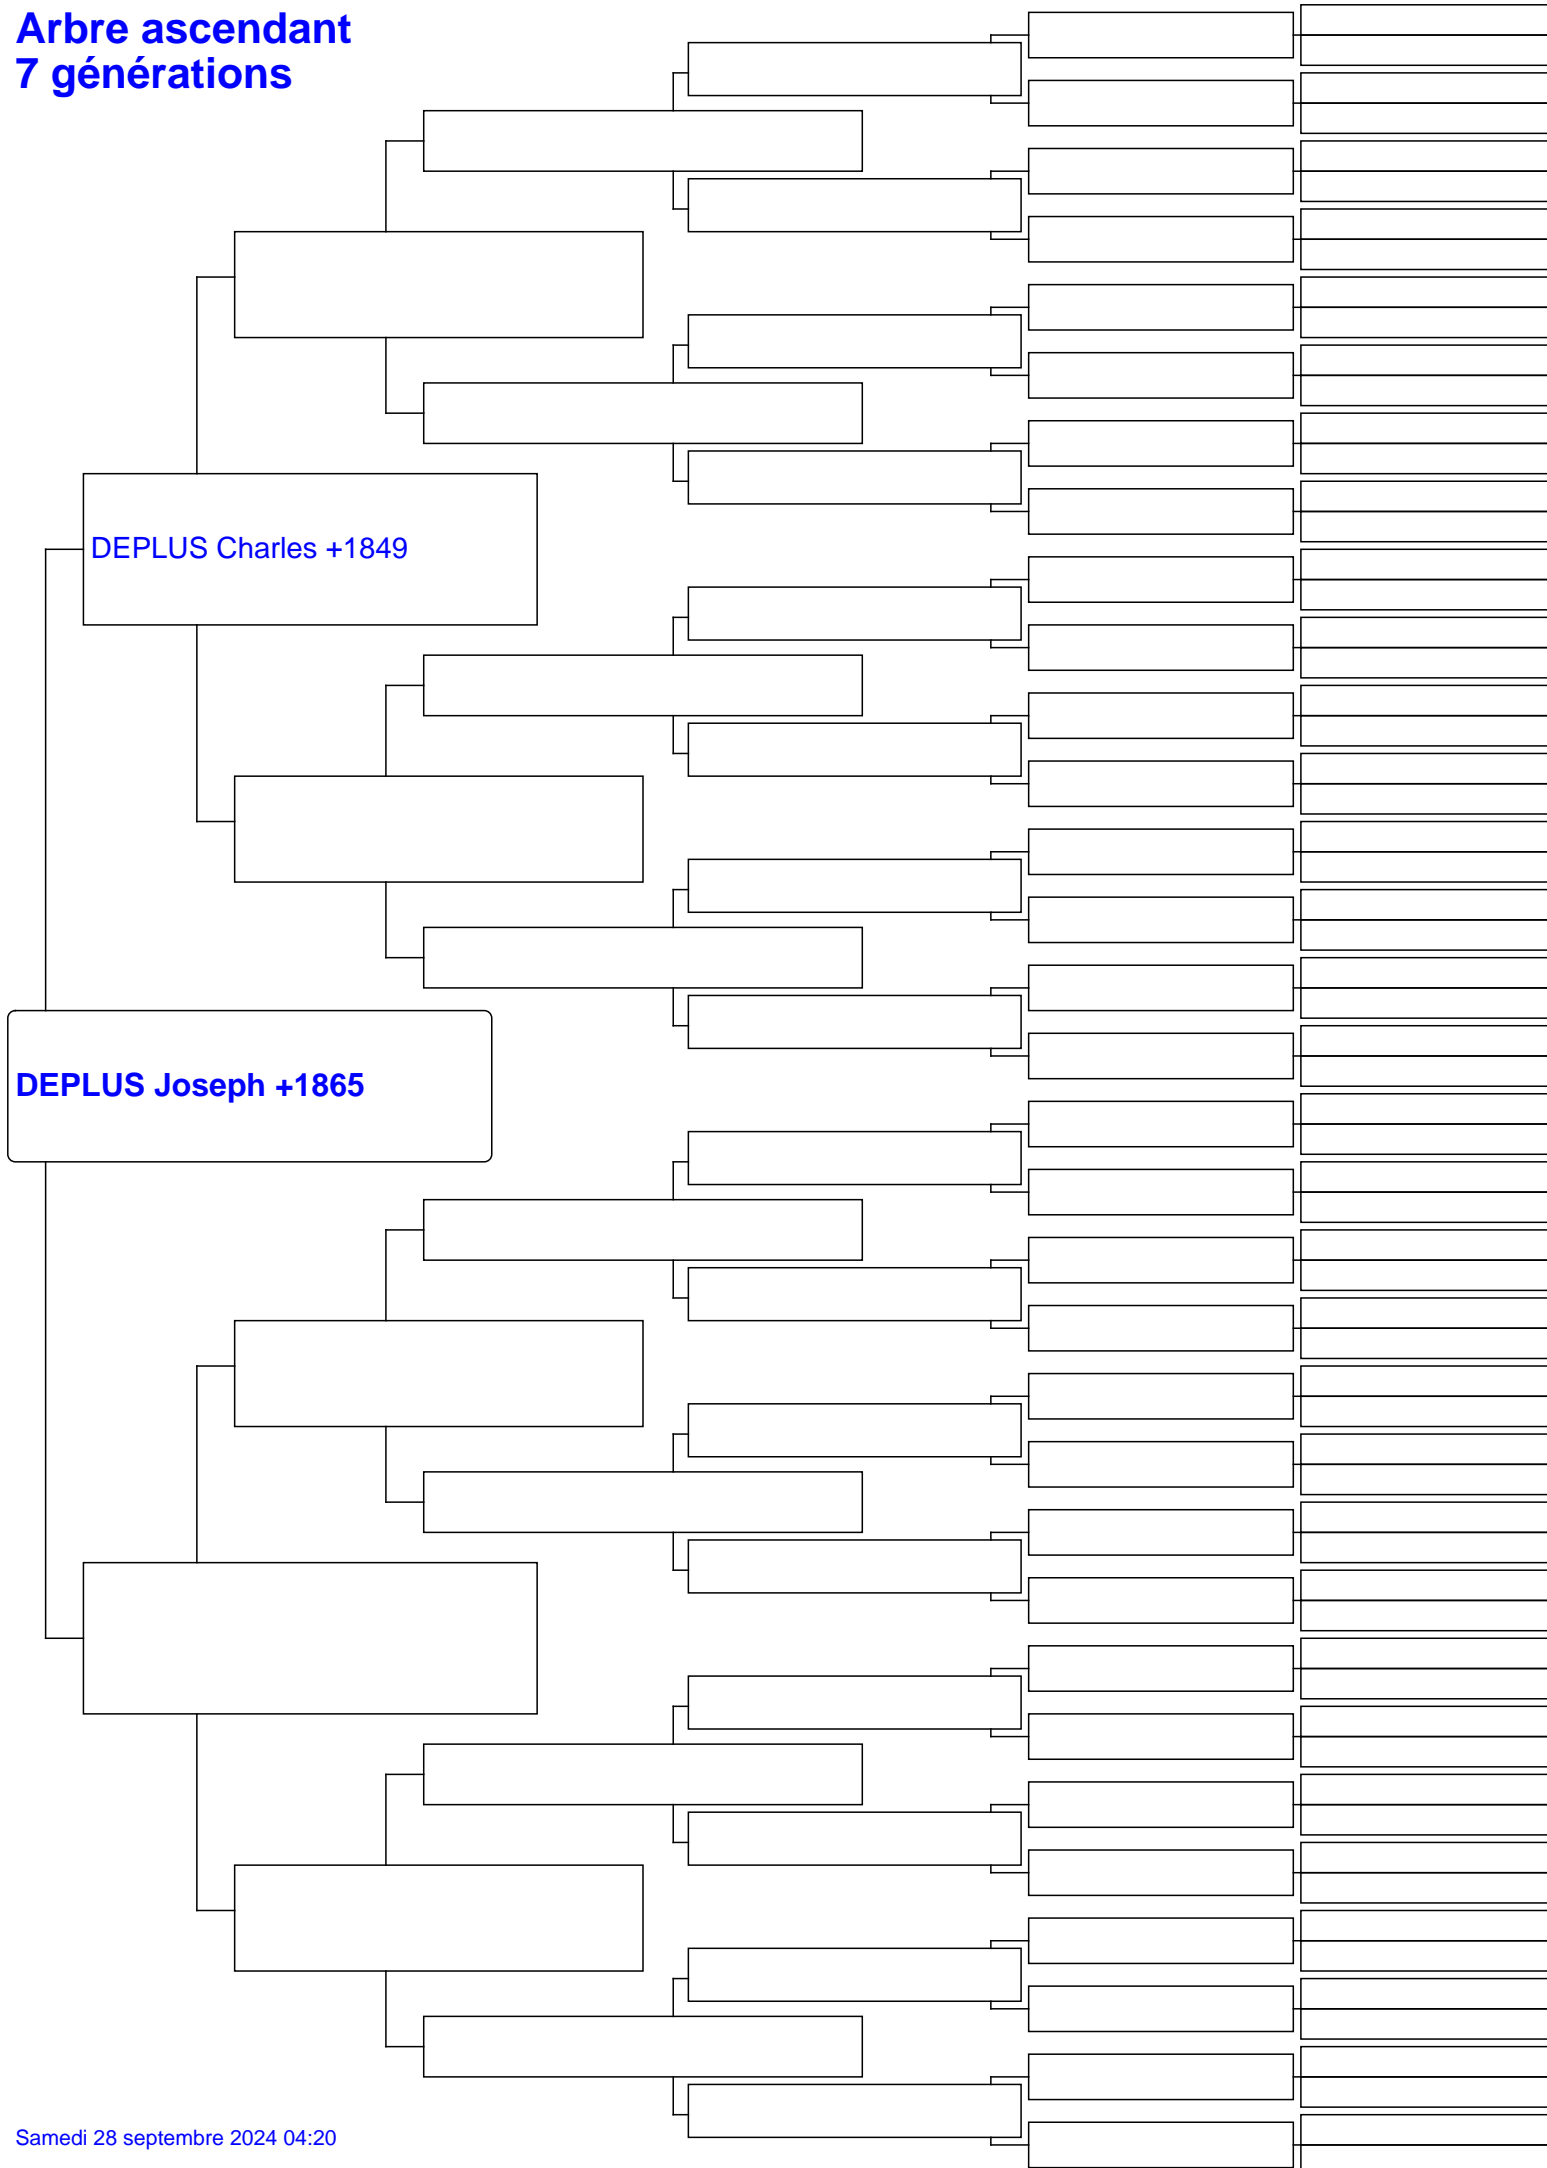 Arbre ascendant
7 générations
DEPLUS Charles +1849
DEPLUS Joseph +1865
Samedi 28 septembre 2024 04:20